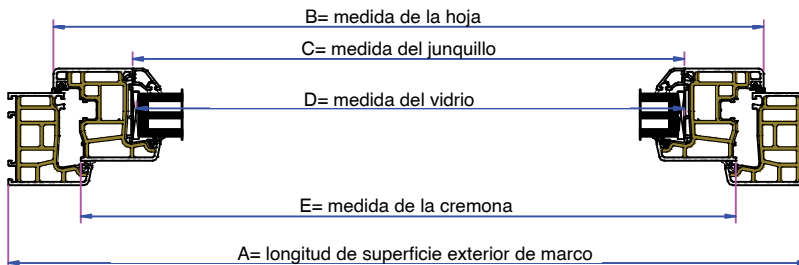 B= medida de la hoja
C= medida del junquillo
D= medida del vidrio
E= medida de la cremona
A= longitud de superficie exterior de marco